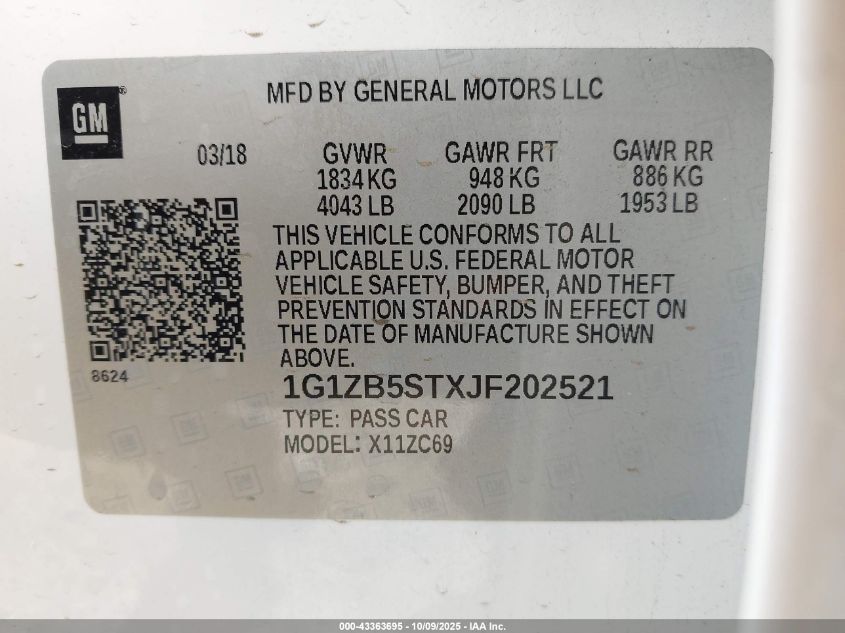 GM
®
MFD BY GENERAL MOTORS LLC
03/18 GVWR GAWR FRT GAWR RR
1834 KG 948 KG 886 KG
4043 LB 2090 LB 1953 LB
THIS VEHICLE CONFORMS TO ALL
APPLICABLE U.S. FEDERAL MOTOR
VEHICLE SAFETY, BUMPER, AND THEFT
PREVENTION STANDARDS IN EFFECT ON
THE DATE OF MANUFACTURE SHOWN
ABOVE.
8624
1G1ZB5STXJF202521
TYPE: PASS CAR
MODEL: X11ZC69
000-43363695 - 10/09/2025 - IAA Inc.